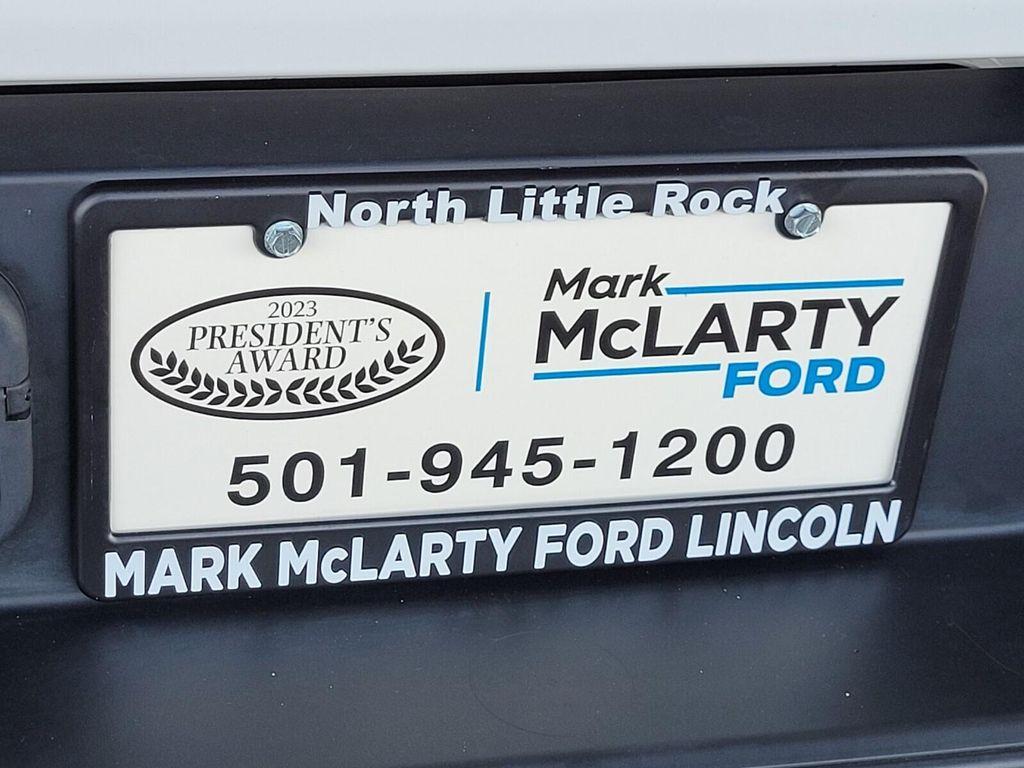 North Little Rock
2023
PRESIDENT'S
AWARD
Mark
McLARTY
FORD
501-945-1200
MARK McLARTY FORD LINCOLN